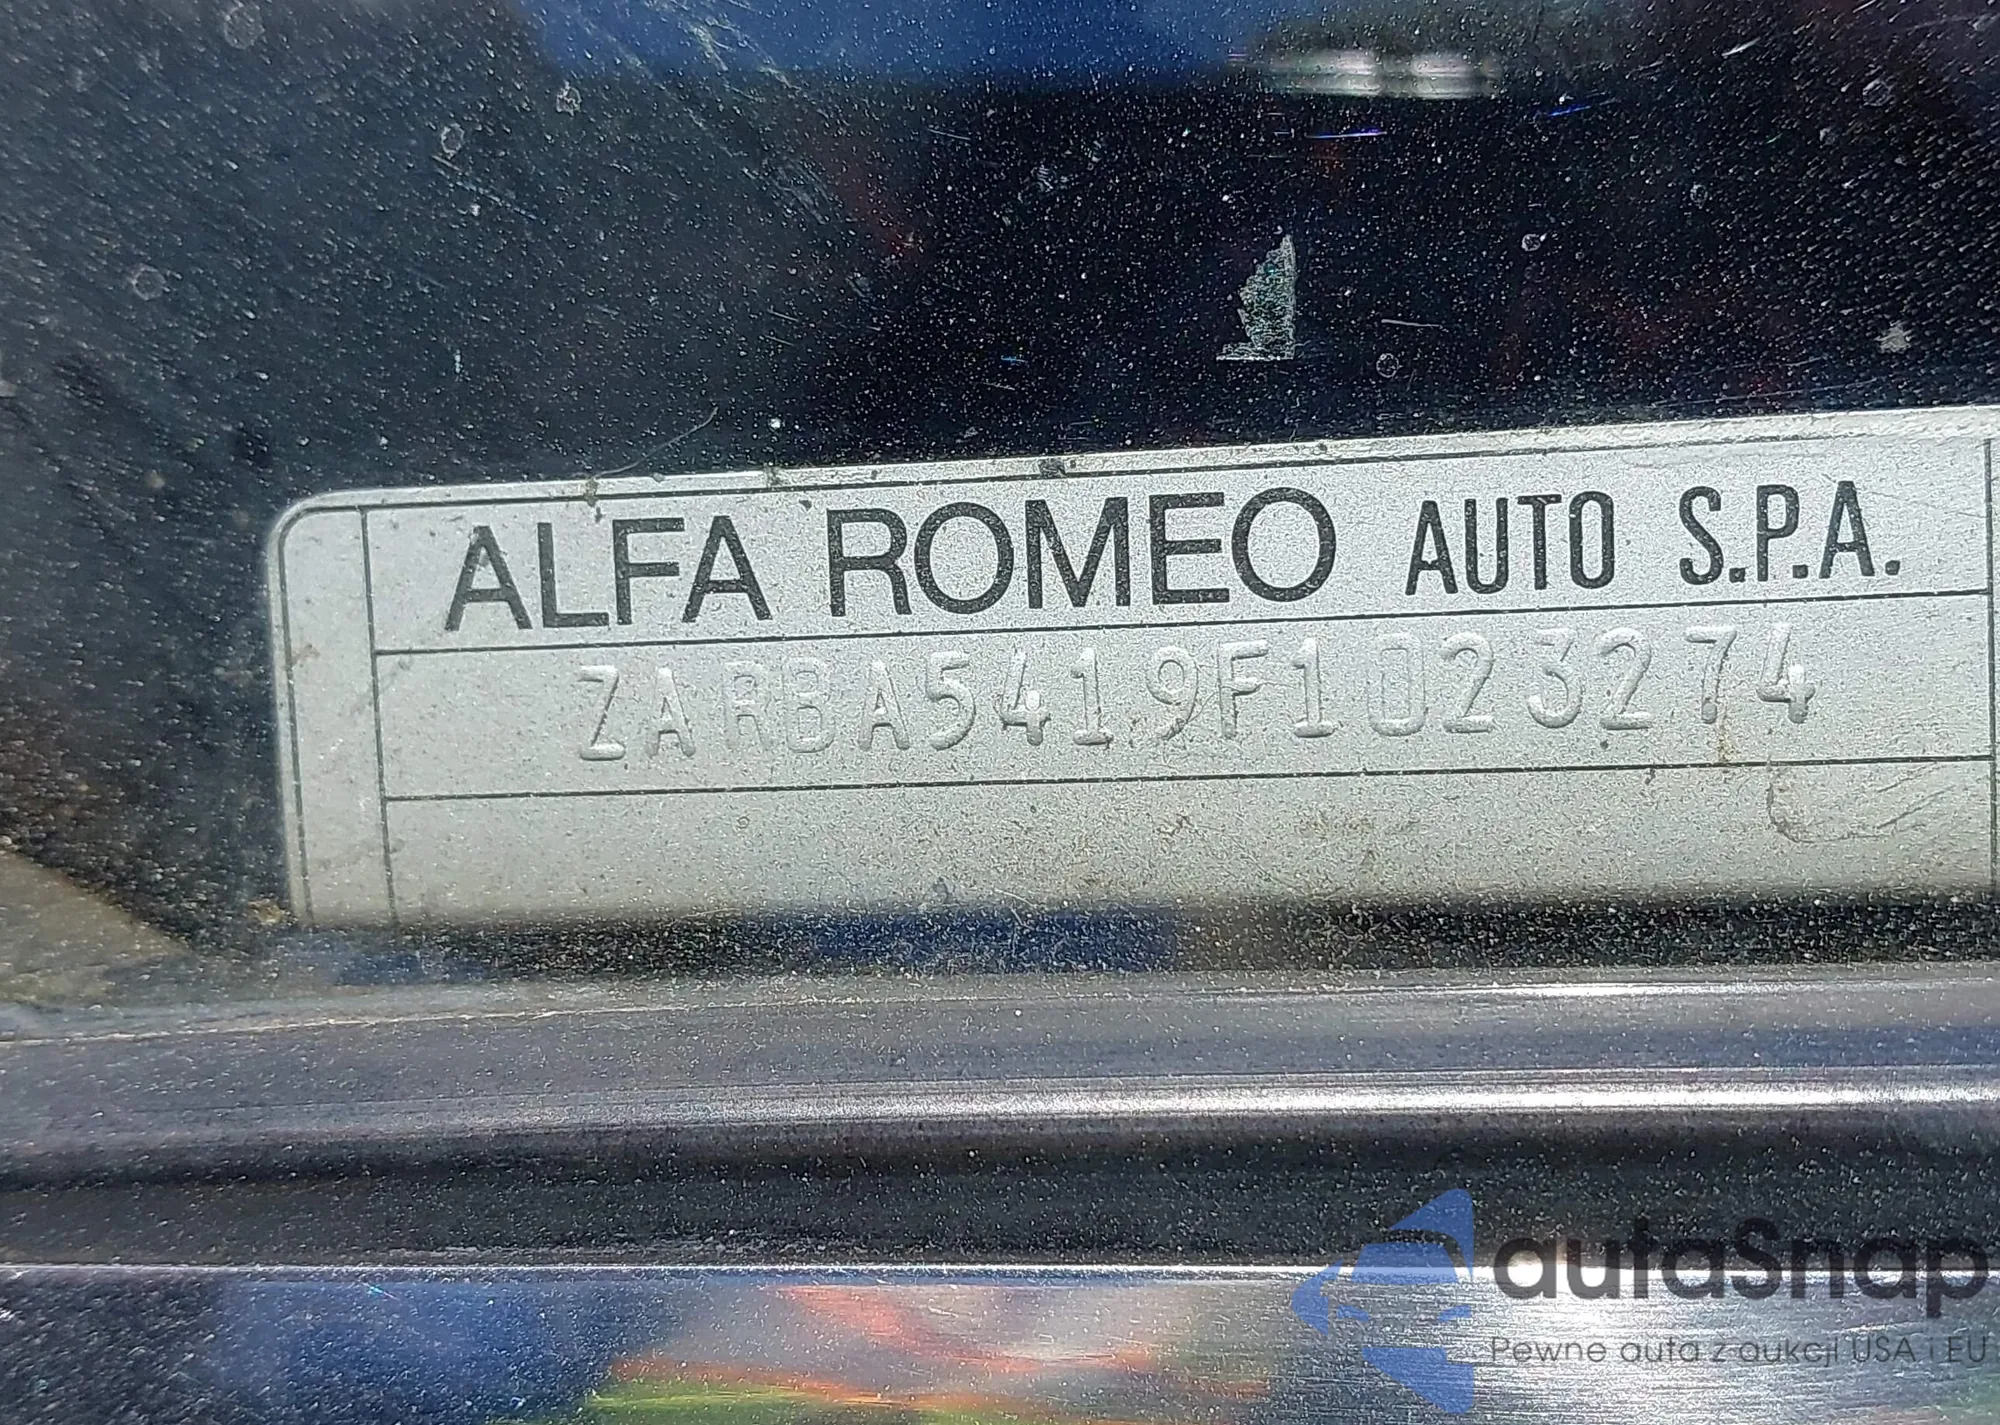 ALFA ROMEO AUTO S.P.A.
ZARBA5419F1023274
autaSnap
Pewne auta z aukcji USA i EU